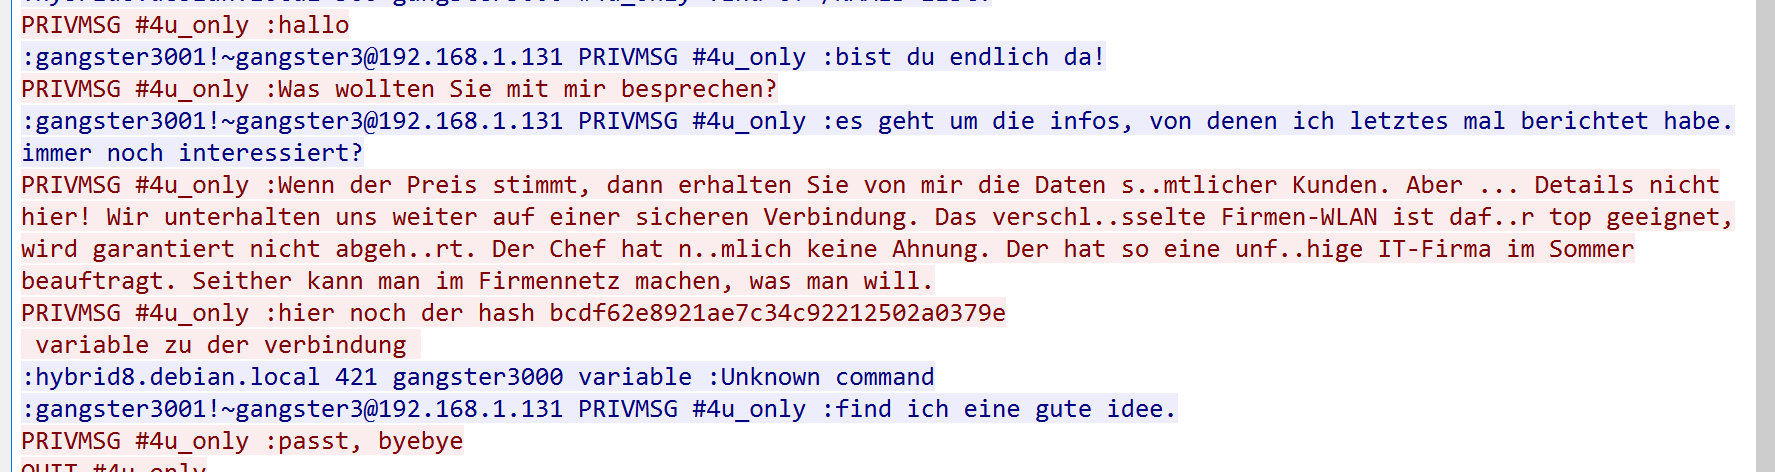 PRIVMSG #4u_only :hallo
:gangster3001!~gangster3@192.168.1.131 PRIVMSG #4u_only :bist du endlich da!
PRIVMSG #4u_only :Was wollten Sie mit mir besprechen?
:gangster3001!~gangster3@192.168.1.131 PRIVMSG #4u_only :es geht um die infos, von denen ich letztes mal berichtet habe.
immer noch interessiert?
PRIVMSG #4u_only :Wenn der Preis stimmt, dann erhalten Sie von mir die Daten s..mtlicher Kunden. Aber ... Details nicht
hier! Wir unterhalten uns weiter auf einer sicheren Verbindung. Das verschl..sselte Firmen-WLAN ist daf..r top geeignet,
wird garantiert nicht abgeh..rt. Der Chef hat n..mlich keine Ahnung. Der hat so eine unf..hige IT-Firma im Sommer
beauftragt. Seither kann man im Firmennetz machen, was man will.
PRIVMSG #4u_only :hier noch der hash bcdf62e8921ae7c34c92212502a0379e
variable zu der verbindung
:hybrid8.debian.local 421 gangster3000 variable :Unknown command
:gangster3001!~gangster3@192.168.1.131 PRIVMSG #4u_only :find ich eine gute idee.
PRIVMSG #4u_only :passt, byebye
QUIT #4u_only